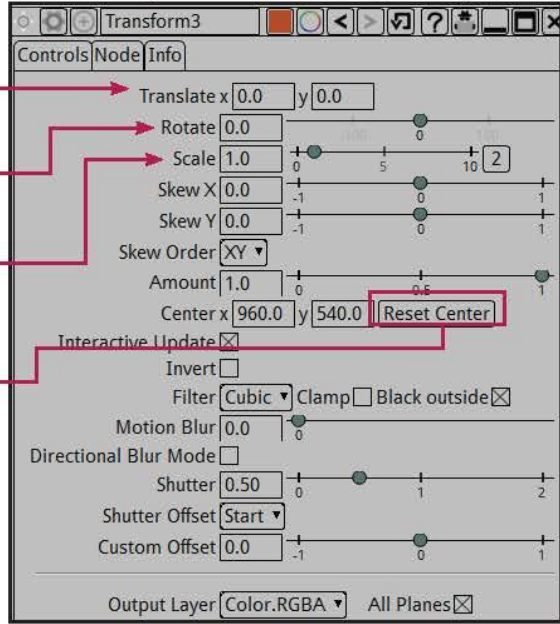 Transform3
Controls Node Info
Translate x 0.0 y 0.0
Rotate 0.0 -100 0 100
Scale 1.0 0 5 10 2
Skew X 0.0 -1 0 1
Skew Y 0.0 -1 0 1
Skew Order XY
Amount 1.0 0 0.5 1
Center x 960.0 y 540.0 Reset Center
Interactive Update
Invert
Filter Cubic Clamp Black outside
Motion Blur 0.0 0
Directional Blur Mode
Shutter 0.50 0 1 2
Shutter Offset Start
Custom Offset 0.0 -1 0 1
Output Layer Color.RGBA All Planes